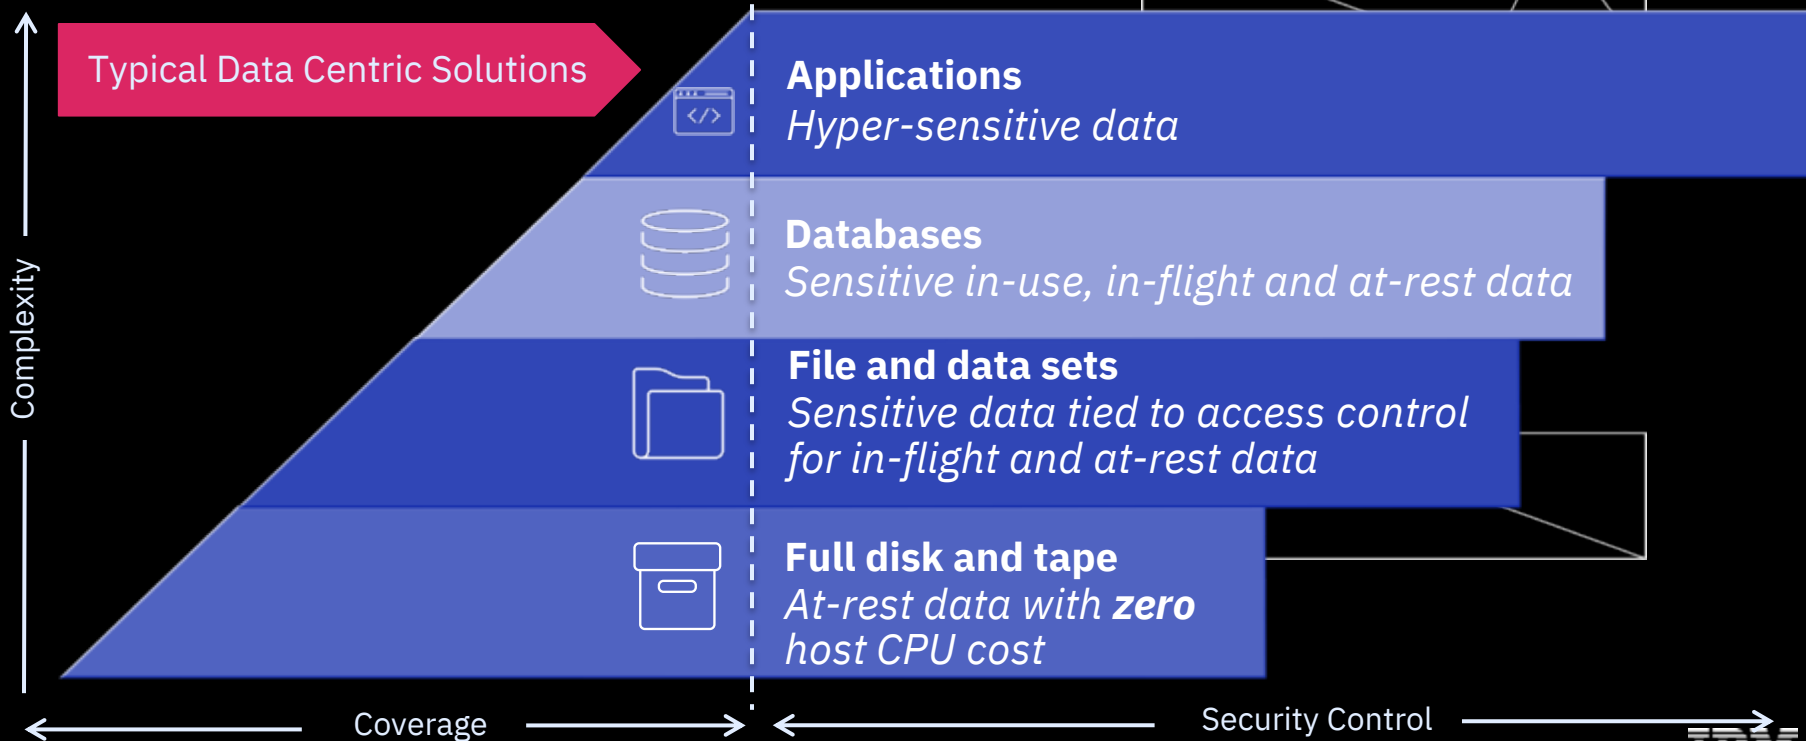 Typical Data Centric Solutions
</>
Applications
Hyper-sensitive data
Databases
Sensitive in-use, in-flight and at-rest data
File and data sets
Sensitive data tied to access control
for in-flight and at-rest data
Full disk and tape
At-rest data with zero
host CPU cost
Complexity
Coverage
Security Control